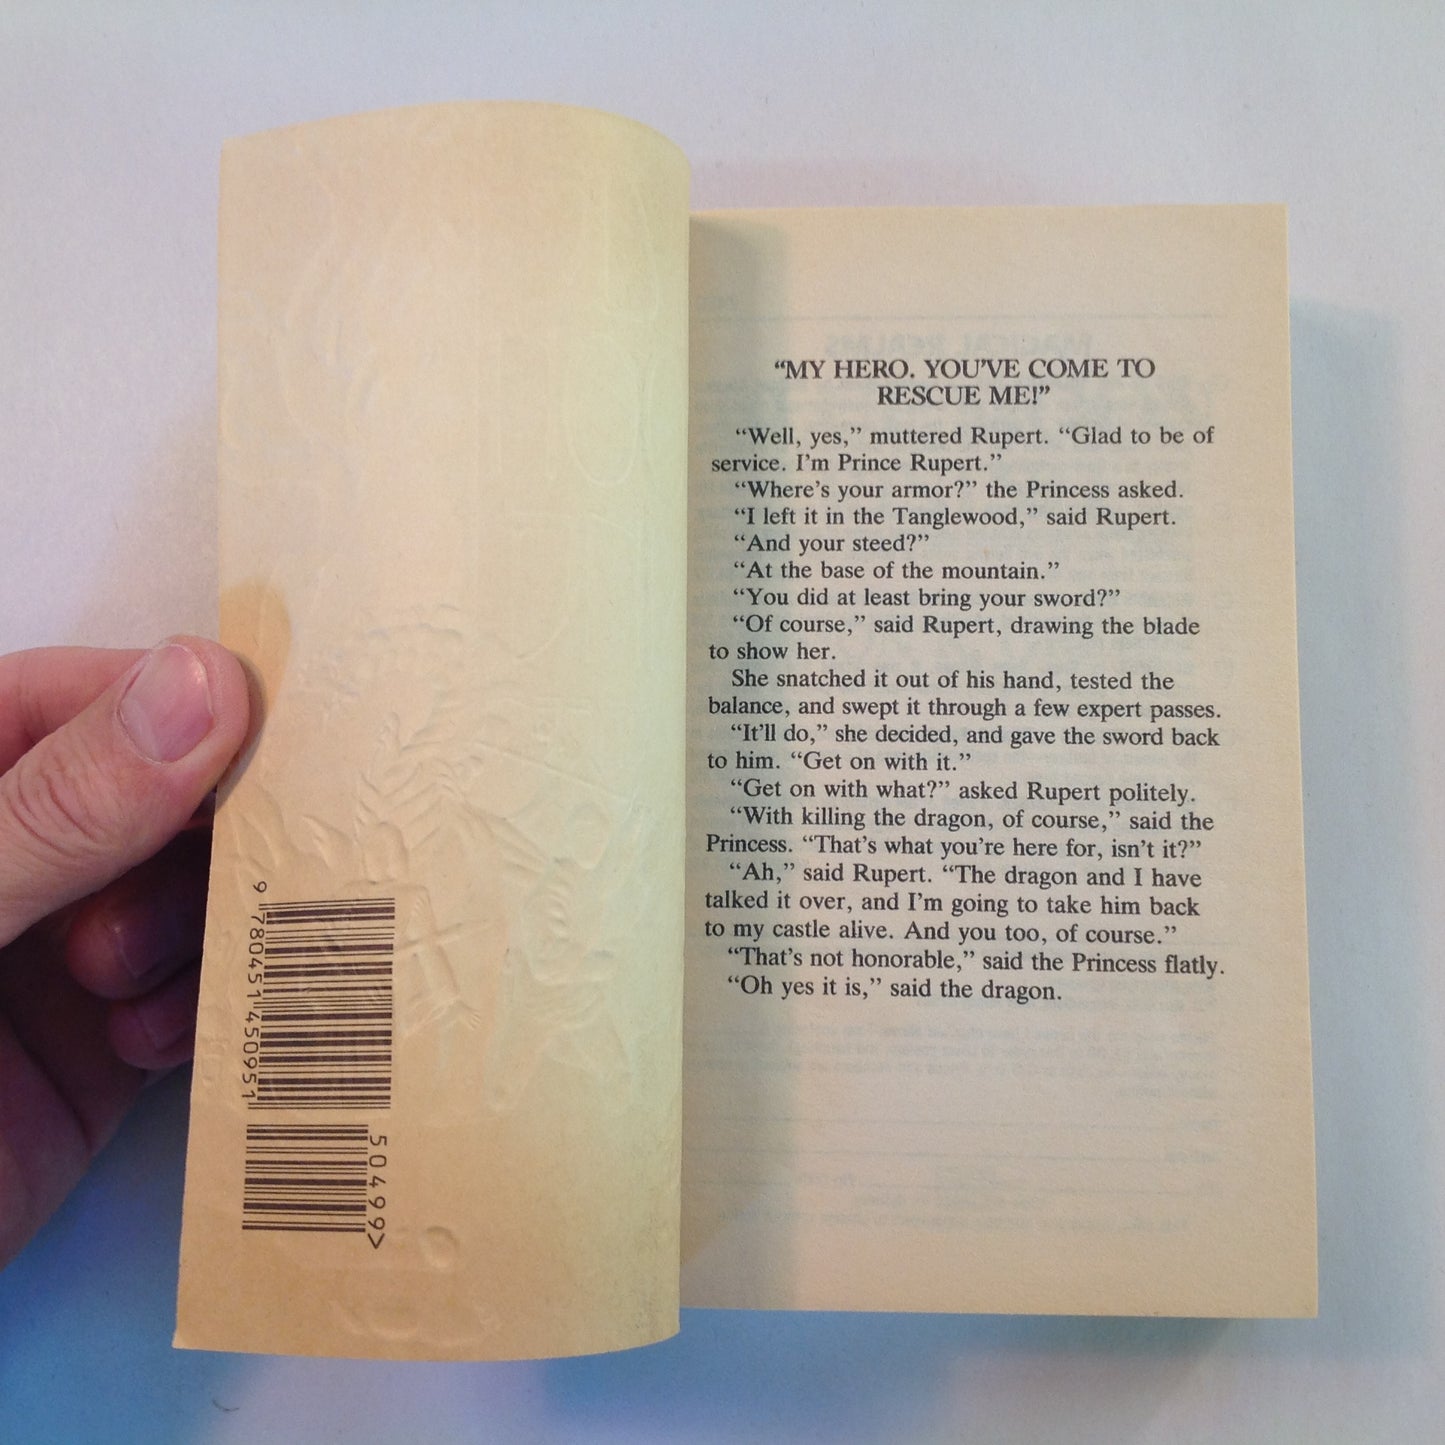 9 780451 450951
50499>
“MY HERO. YOU’VE COME TO
RESCUE ME!”
“Well, yes,” muttered Rupert. “Glad to be of
service. I’m Prince Rupert.”
“Where’s your armor?” the Princess asked.
“I left it in the Tanglewood,” said Rupert.
“And your steed?”
“At the base of the mountain.”
“You did at least bring your sword?”
“Of course,” said Rupert, drawing the blade
to show her.
She snatched it out of his hand, tested the
balance, and swept it through a few expert passes.
“It’ll do,” she decided, and gave the sword back
to him. “Get on with it.”
“Get on with what?” asked Rupert politely.
“With killing the dragon, of course,” said the
Princess. “That’s what you’re here for, isn’t it?”
“Ah,” said Rupert. “The dragon and I have
talked it over, and I’m going to take him back
to my castle alive. And you too, of course.”
“That’s not honorable,” said the Princess flatly.
“Oh yes it is,” said the dragon.